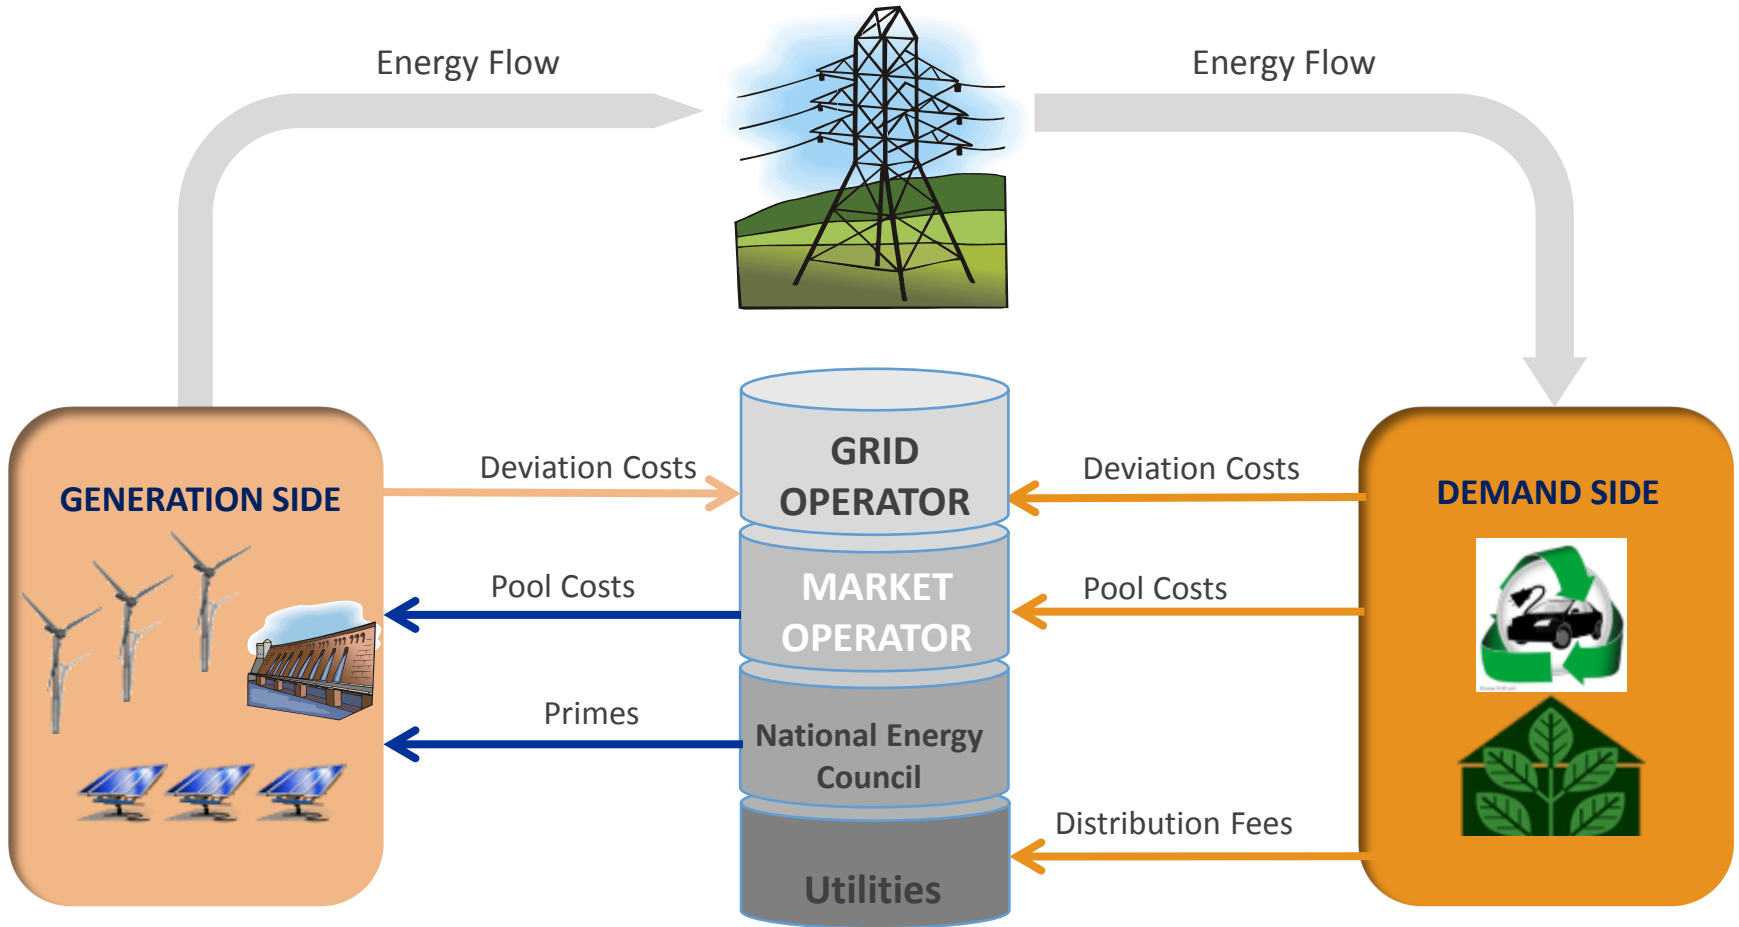 Energy Flow
Energy Flow
GENERATION SIDE
Deviation Costs
Pool Costs
Primes
GRID
OPERATOR
MARKET
OPERATOR
National Energy
Council
Utilities
Deviation Costs
Pool Costs
Distribution Fees
DEMAND SIDE